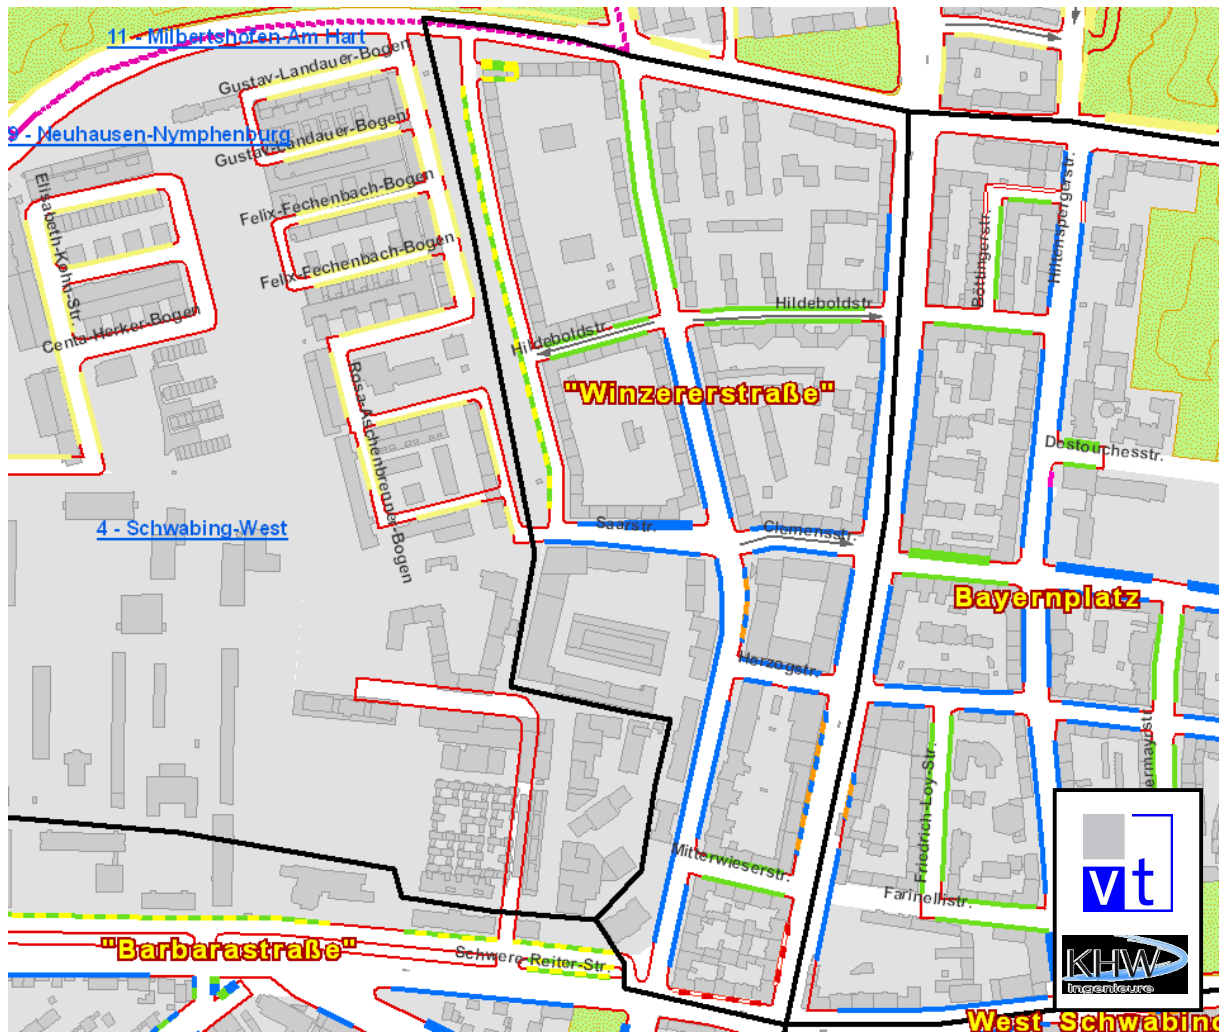 11 - Milbertshofen-Am Hart
Gustav-Landauer-Bogen
9 - Neuhausen-Nymphenburg
Gustav-Landauer-Bogen
Elisabeth-Kohn-Str.
Felix-Fechenbach-Bogen
Felix-Fechenbach-Bogen
Centa-Herker-Bogen
Böttingerstr.
Hiltenspergerstr.
Hildeboldstr.
Hildeboldstr.
"Winzererstraße"
Rosa-Aschenbrenner-Bogen
Dostouchesstr.
4 - Schwabing-West
Saarstr.
Clemensstr.
Bayernplatz
Herzogstr.
ermayrstr.
Friedrich-Loy-Str.
Mitterwieserstr.
Farinellistr.
vt
"Barbarastraße"
Schwere-Reiter-Str.
KHW
Ingenieure
West Schwabing